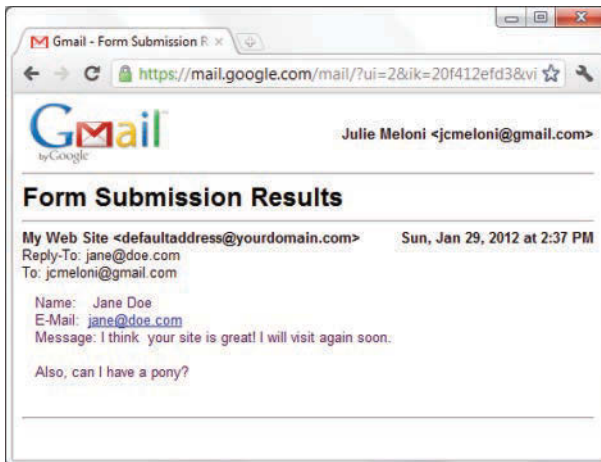 Gmail - Form Submission R
https://mail.google.com/mail/?ui=2&ik=20f412efd3&vi
Gmail
by Google
Julie Meloni <jcmeloni@gmail.com>
Form Submission Results
My Web Site <defaultaddress@yourdomain.com> Sun, Jan 29, 2012 at 2:37 PM
Reply-To: jane@doe.com
To: jcmeloni@gmail.com
Name: Jane Doe
E-Mail: jane@doe.com
Message: I think your site is great! I will visit again soon.
Also, can I have a pony?